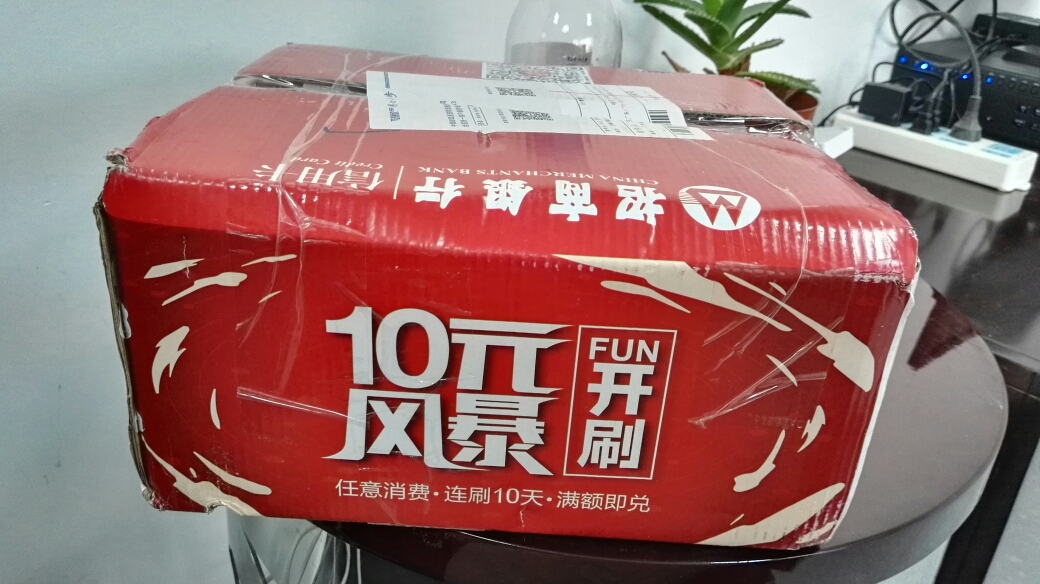 招商银行 | 信用卡
CHINA MERCHANTS BANK
Credit Card
10元
风暴
FUN
开
刷
任意消费·连刷10天·满额即兑